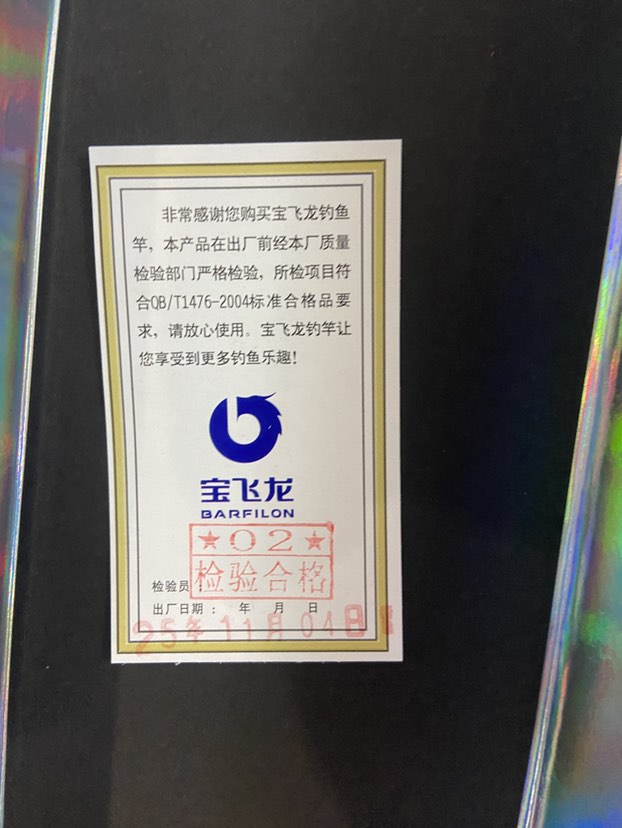 非常感谢您购买宝飞龙钓鱼
竿，本产品在出厂前经本厂质量
检验部门严格检验，所检项目符
合QB/T1476-2004标准合格品要
求，请放心使用。宝飞龙钓竿让
您享受到更多钓鱼乐趣！
宝飞龙
BARFILON
★02★
检验员：
检验合格
出厂日期： 年 月 日
25年11月04日